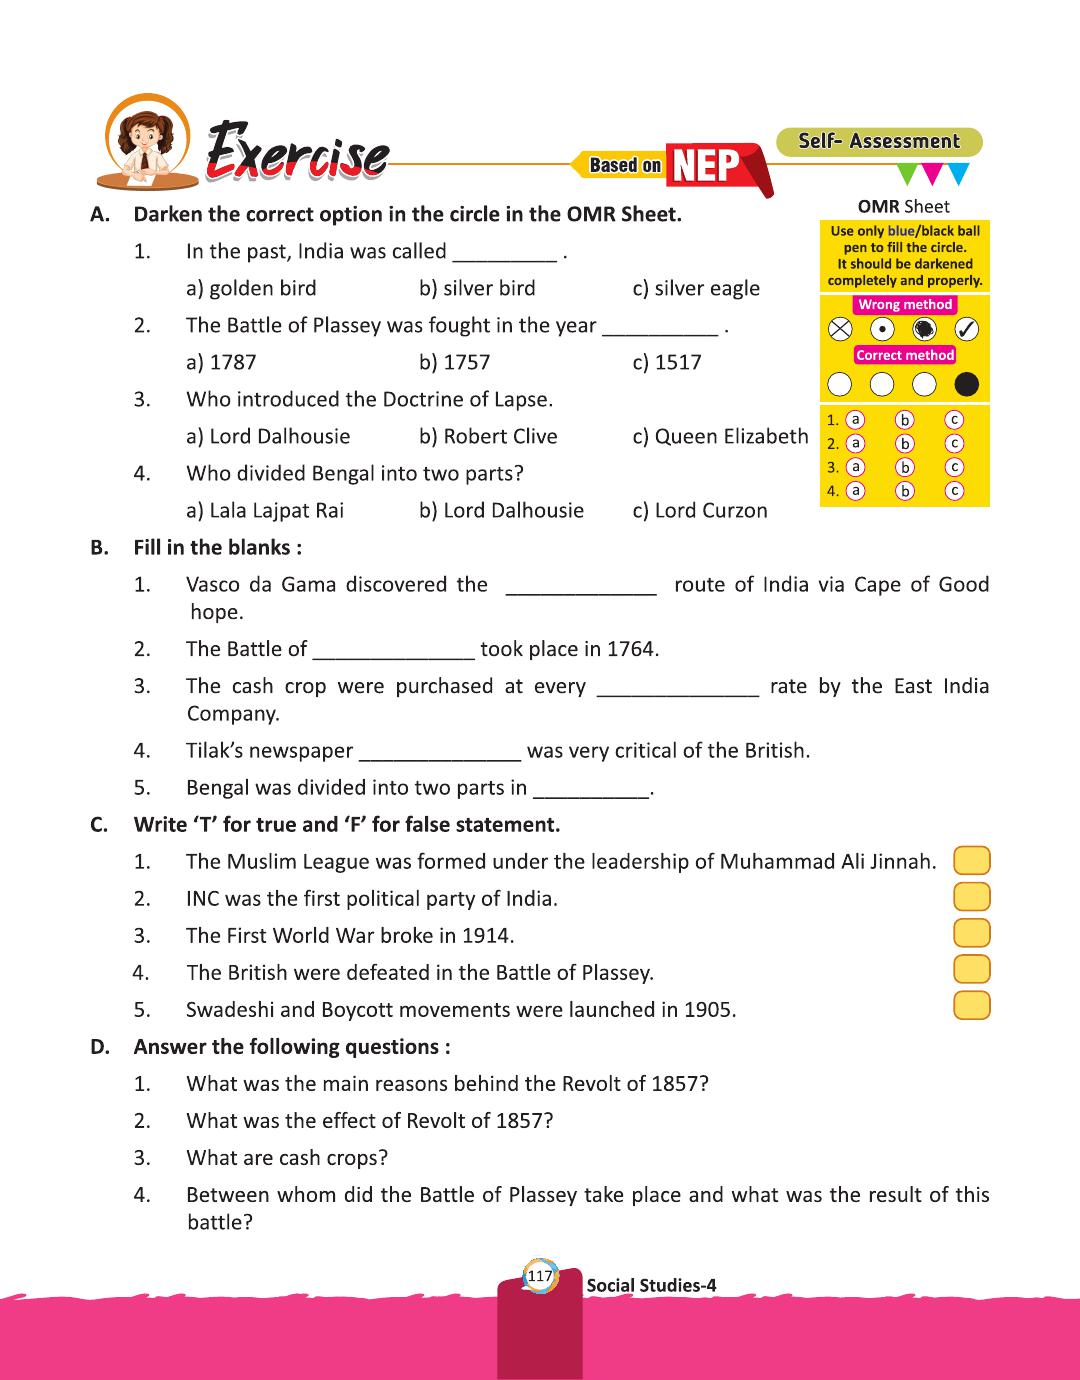 Exercise
Based on NEP
Self- Assessment
A. Darken the correct option in the circle in the OMR Sheet.
1. In the past, India was called _________ .
a) golden bird b) silver bird c) silver eagle
2. The Battle of Plassey was fought in the year __________ .
a) 1787 b) 1757 c) 1517
3. Who introduced the Doctrine of Lapse.
a) Lord Dalhousie b) Robert Clive c) Queen Elizabeth
4. Who divided Bengal into two parts?
a) Lala Lajpat Rai b) Lord Dalhousie c) Lord Curzon
OMR Sheet
Use only blue/black ball
pen to fill the circle.
It should be darkened
completely and properly.
Wrong method
Correct method
1. a b c
2. a b c
3. a b c
4. a b c
B. Fill in the blanks :
1. Vasco da Gama discovered the _____________ route of India via Cape of Good
hope.
2. The Battle of ______________ took place in 1764.
3. The cash crop were purchased at every ______________ rate by the East India
Company.
4. Tilak’s newspaper ______________ was very critical of the British.
5. Bengal was divided into two parts in __________.
C. Write ‘T’ for true and ‘F’ for false statement.
1. The Muslim League was formed under the leadership of Muhammad Ali Jinnah.
2. INC was the first political party of India.
3. The First World War broke in 1914.
4. The British were defeated in the Battle of Plassey.
5. Swadeshi and Boycott movements were launched in 1905.
D. Answer the following questions :
1. What was the main reasons behind the Revolt of 1857?
2. What was the effect of Revolt of 1857?
3. What are cash crops?
4. Between whom did the Battle of Plassey take place and what was the result of this
battle?
117
Social Studies-4